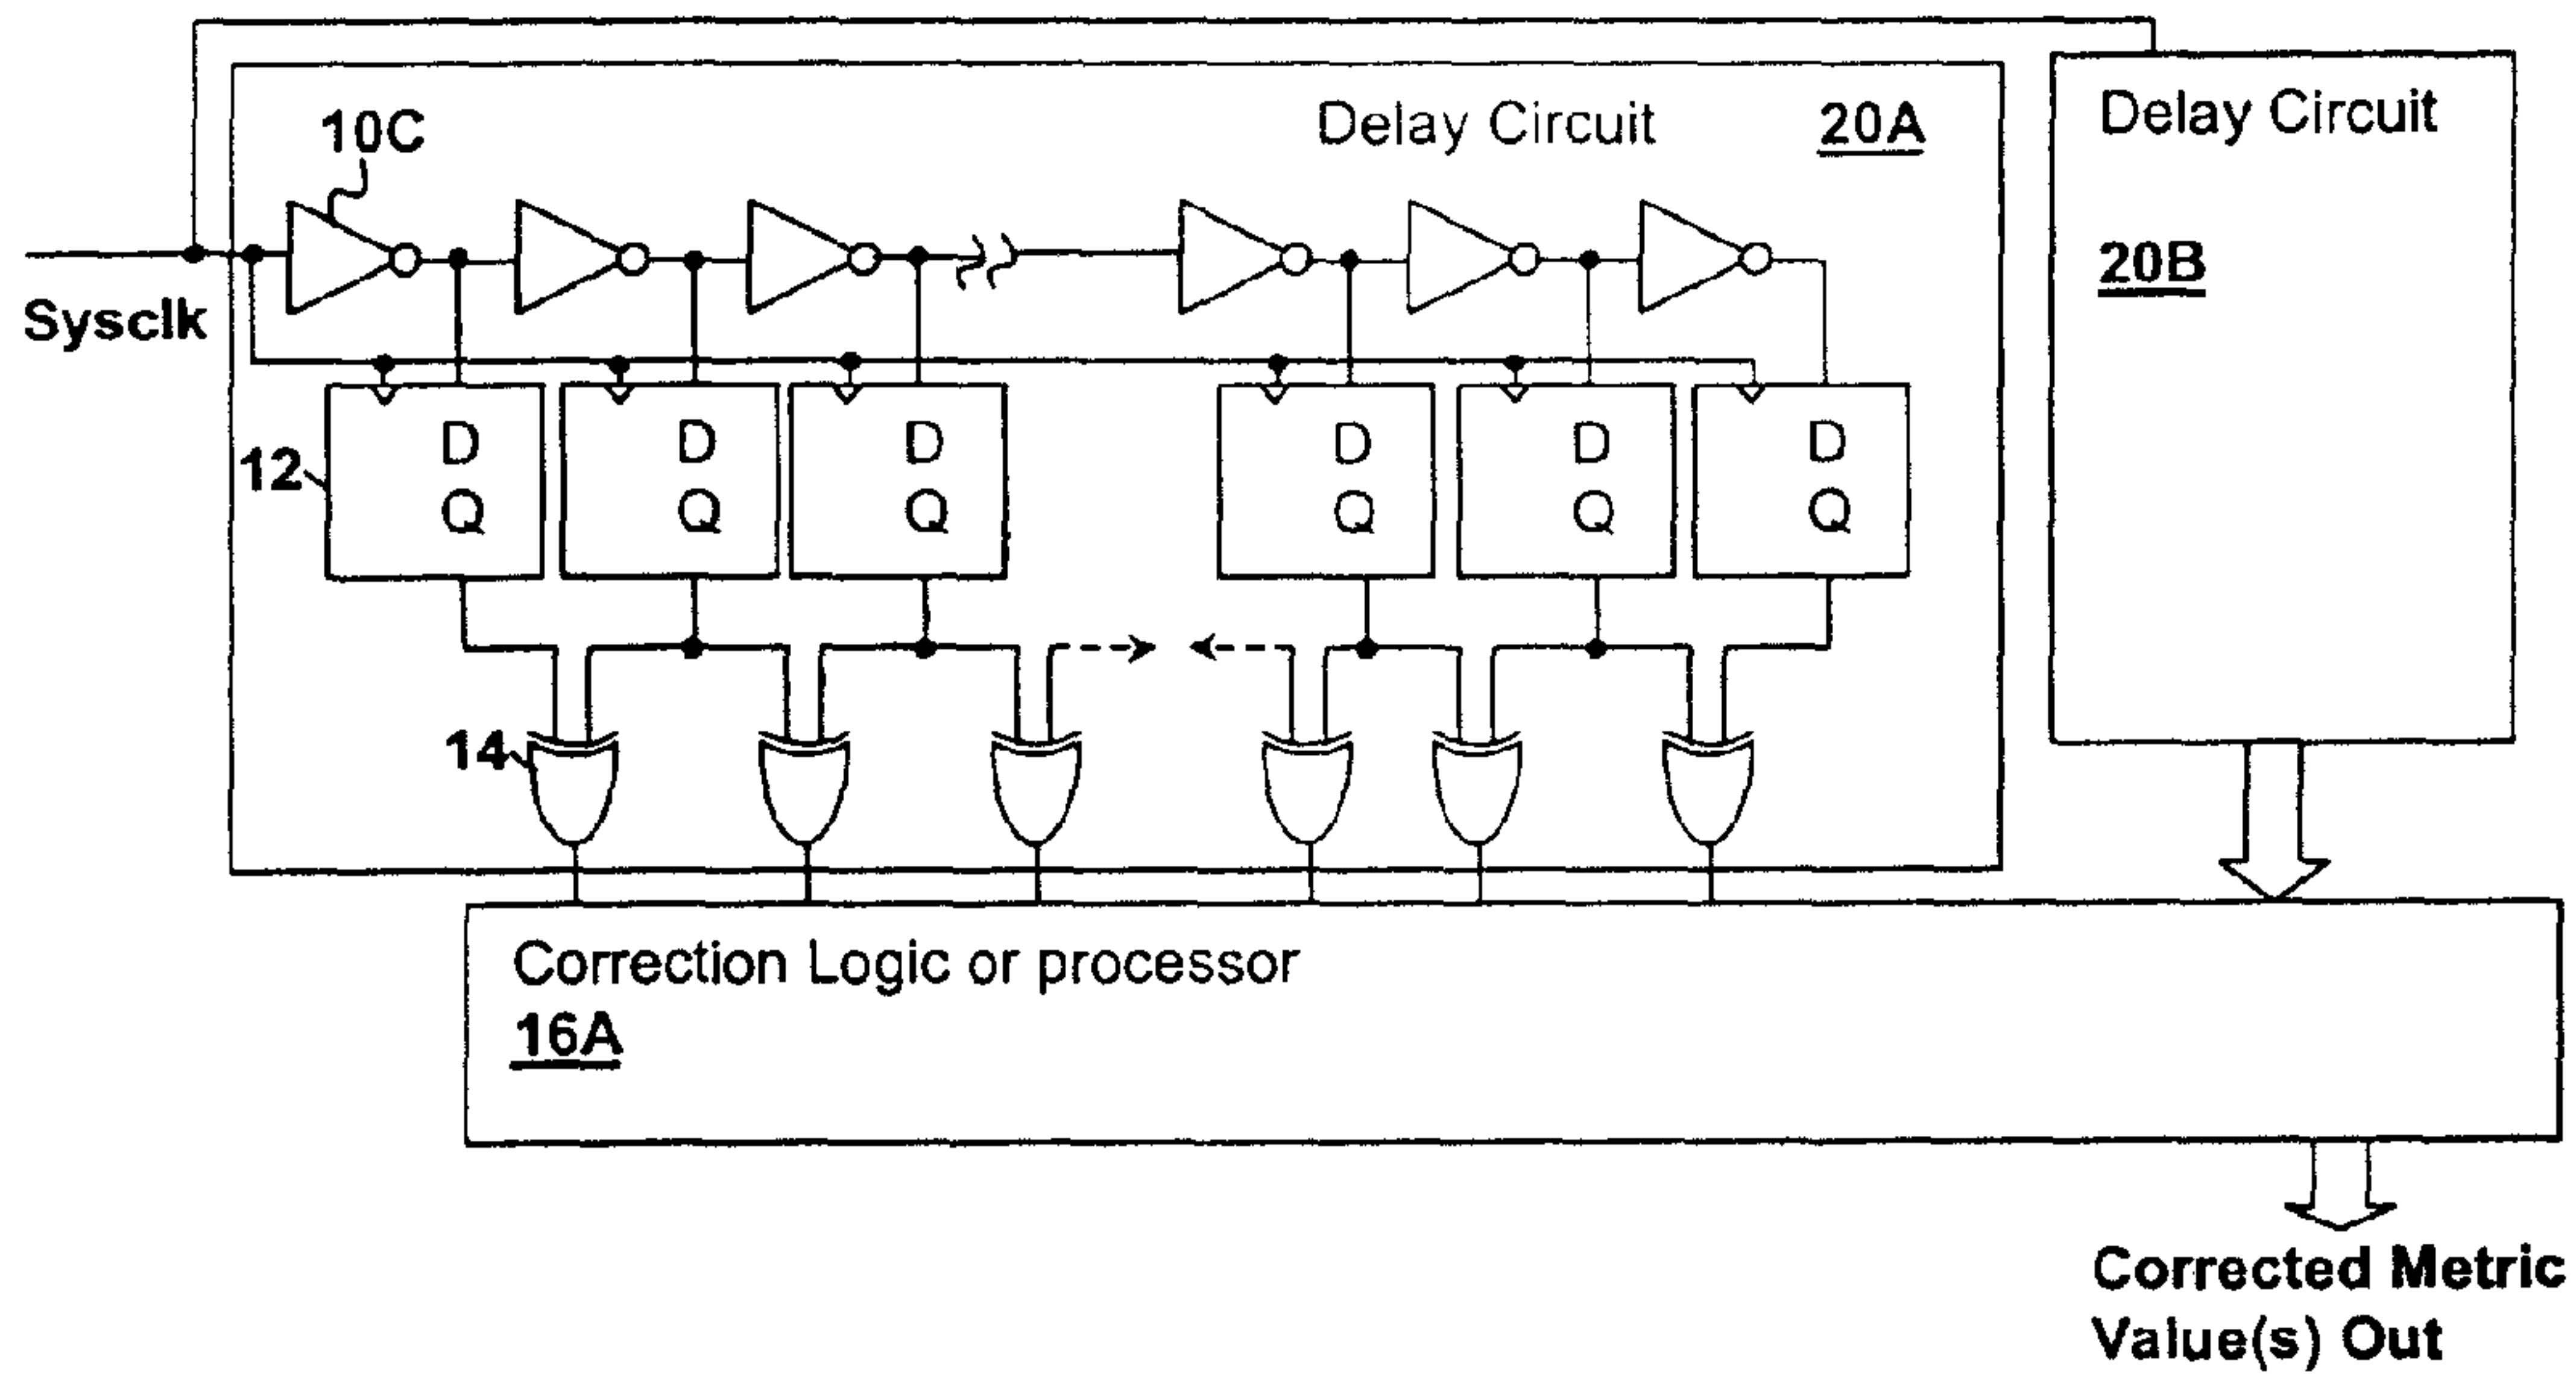 Delay Circuit 20A
Delay Circuit
20B
10C
Sysclk
12
D D D D D D
Q Q Q Q Q Q
14
Correction Logic or processor
16A
Corrected Metric
Value(s) Out